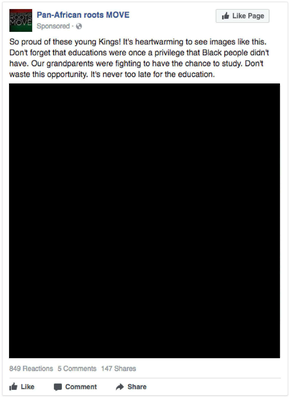 Pan-African roots MOVE
Like Page
Sponsored ·
So proud of these young Kings! It's heartwarming to see images like this.
Don't forget that educations were once a privilege that Black people didn't
have. Our grandparents were fighting to have the chance to study. Don't
waste this opportunity. It's never too late for the education.
849 Reactions 5 Comments 147 Shares
Like Comment Share